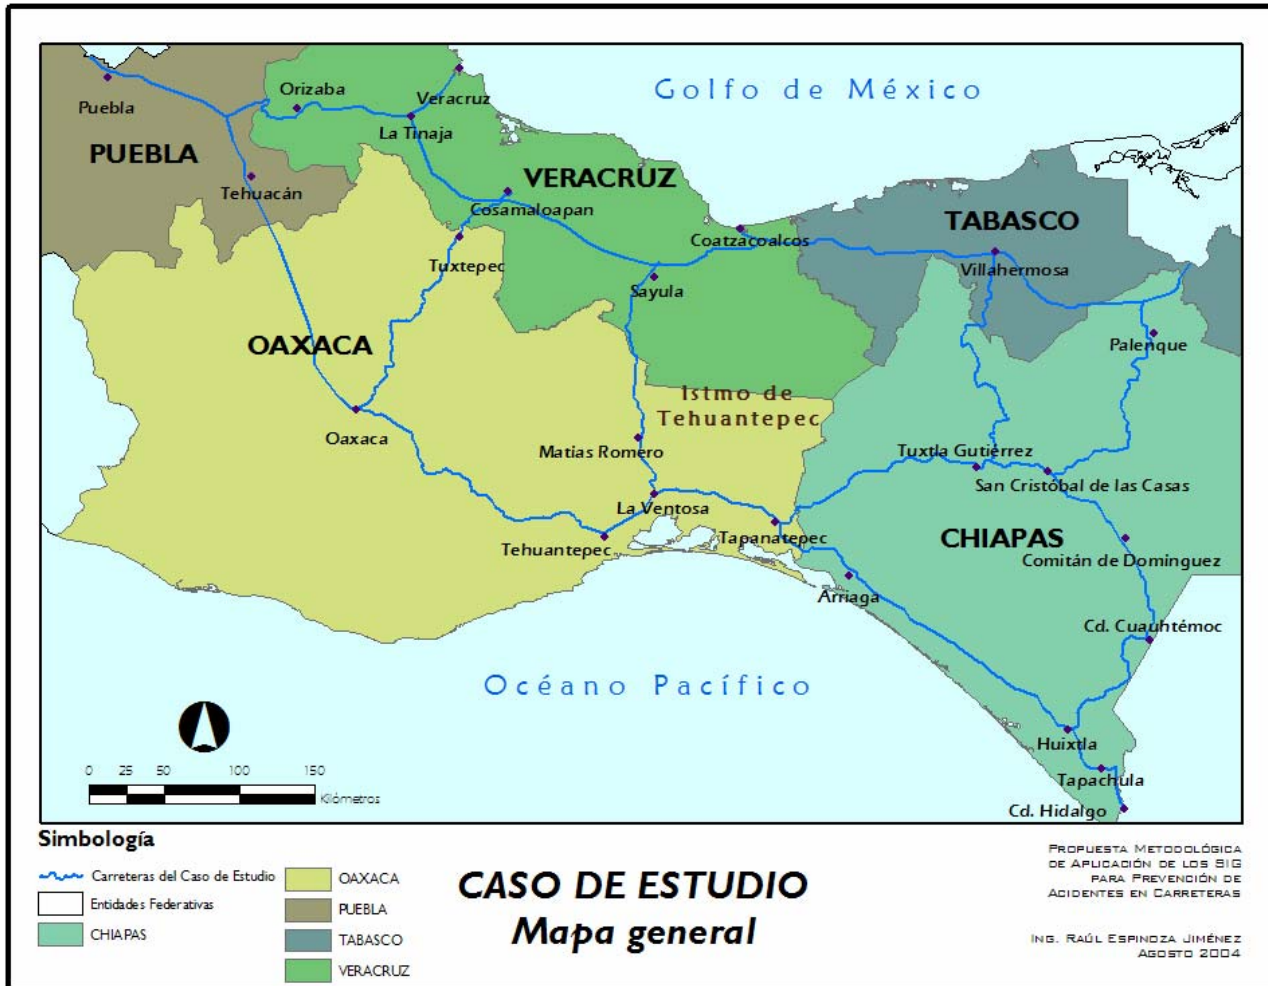 Golfo de México
Puebla
Orizaba
Veracruz
La Tinaja
PUEBLA
VERACRUZ
Tehuacán
Cosamaloapan
TABASCO
Coatzacoalcos
Tuxtepec
Villahermosa
Sayula
OAXACA
Palenque
Istmo de
Tehuantepec
Oaxaca
Matias Romero
Tuxtla Gutiérrez
San Cristóbal de las Casas
La Ventosa
Tehuantepec
Tapanatepec
CHIAPAS
Comitán de Domínguez
Arriaga
Cd. Cuauhtémoc
Océano Pacífico
Huixtla
Tapachula
Cd. Hidalgo
0 25 50 100 150
Kilómetros
Simbología
Carreteras del Caso de Estudio
Entidades Federativas
CHIAPAS
OAXACA
PUEBLA
TABASCO
VERACRUZ
CASO DE ESTUDIO
Mapa general
PROPUESTA METODOLÓGICA
DE APLICACIÓN DE LOS SIG
PARA PREVENCIÓN DE
ACIDENTES EN CARRETERAS
ING. RAÚL ESPINOZA JIMÉNEZ
AGOSTO 2004